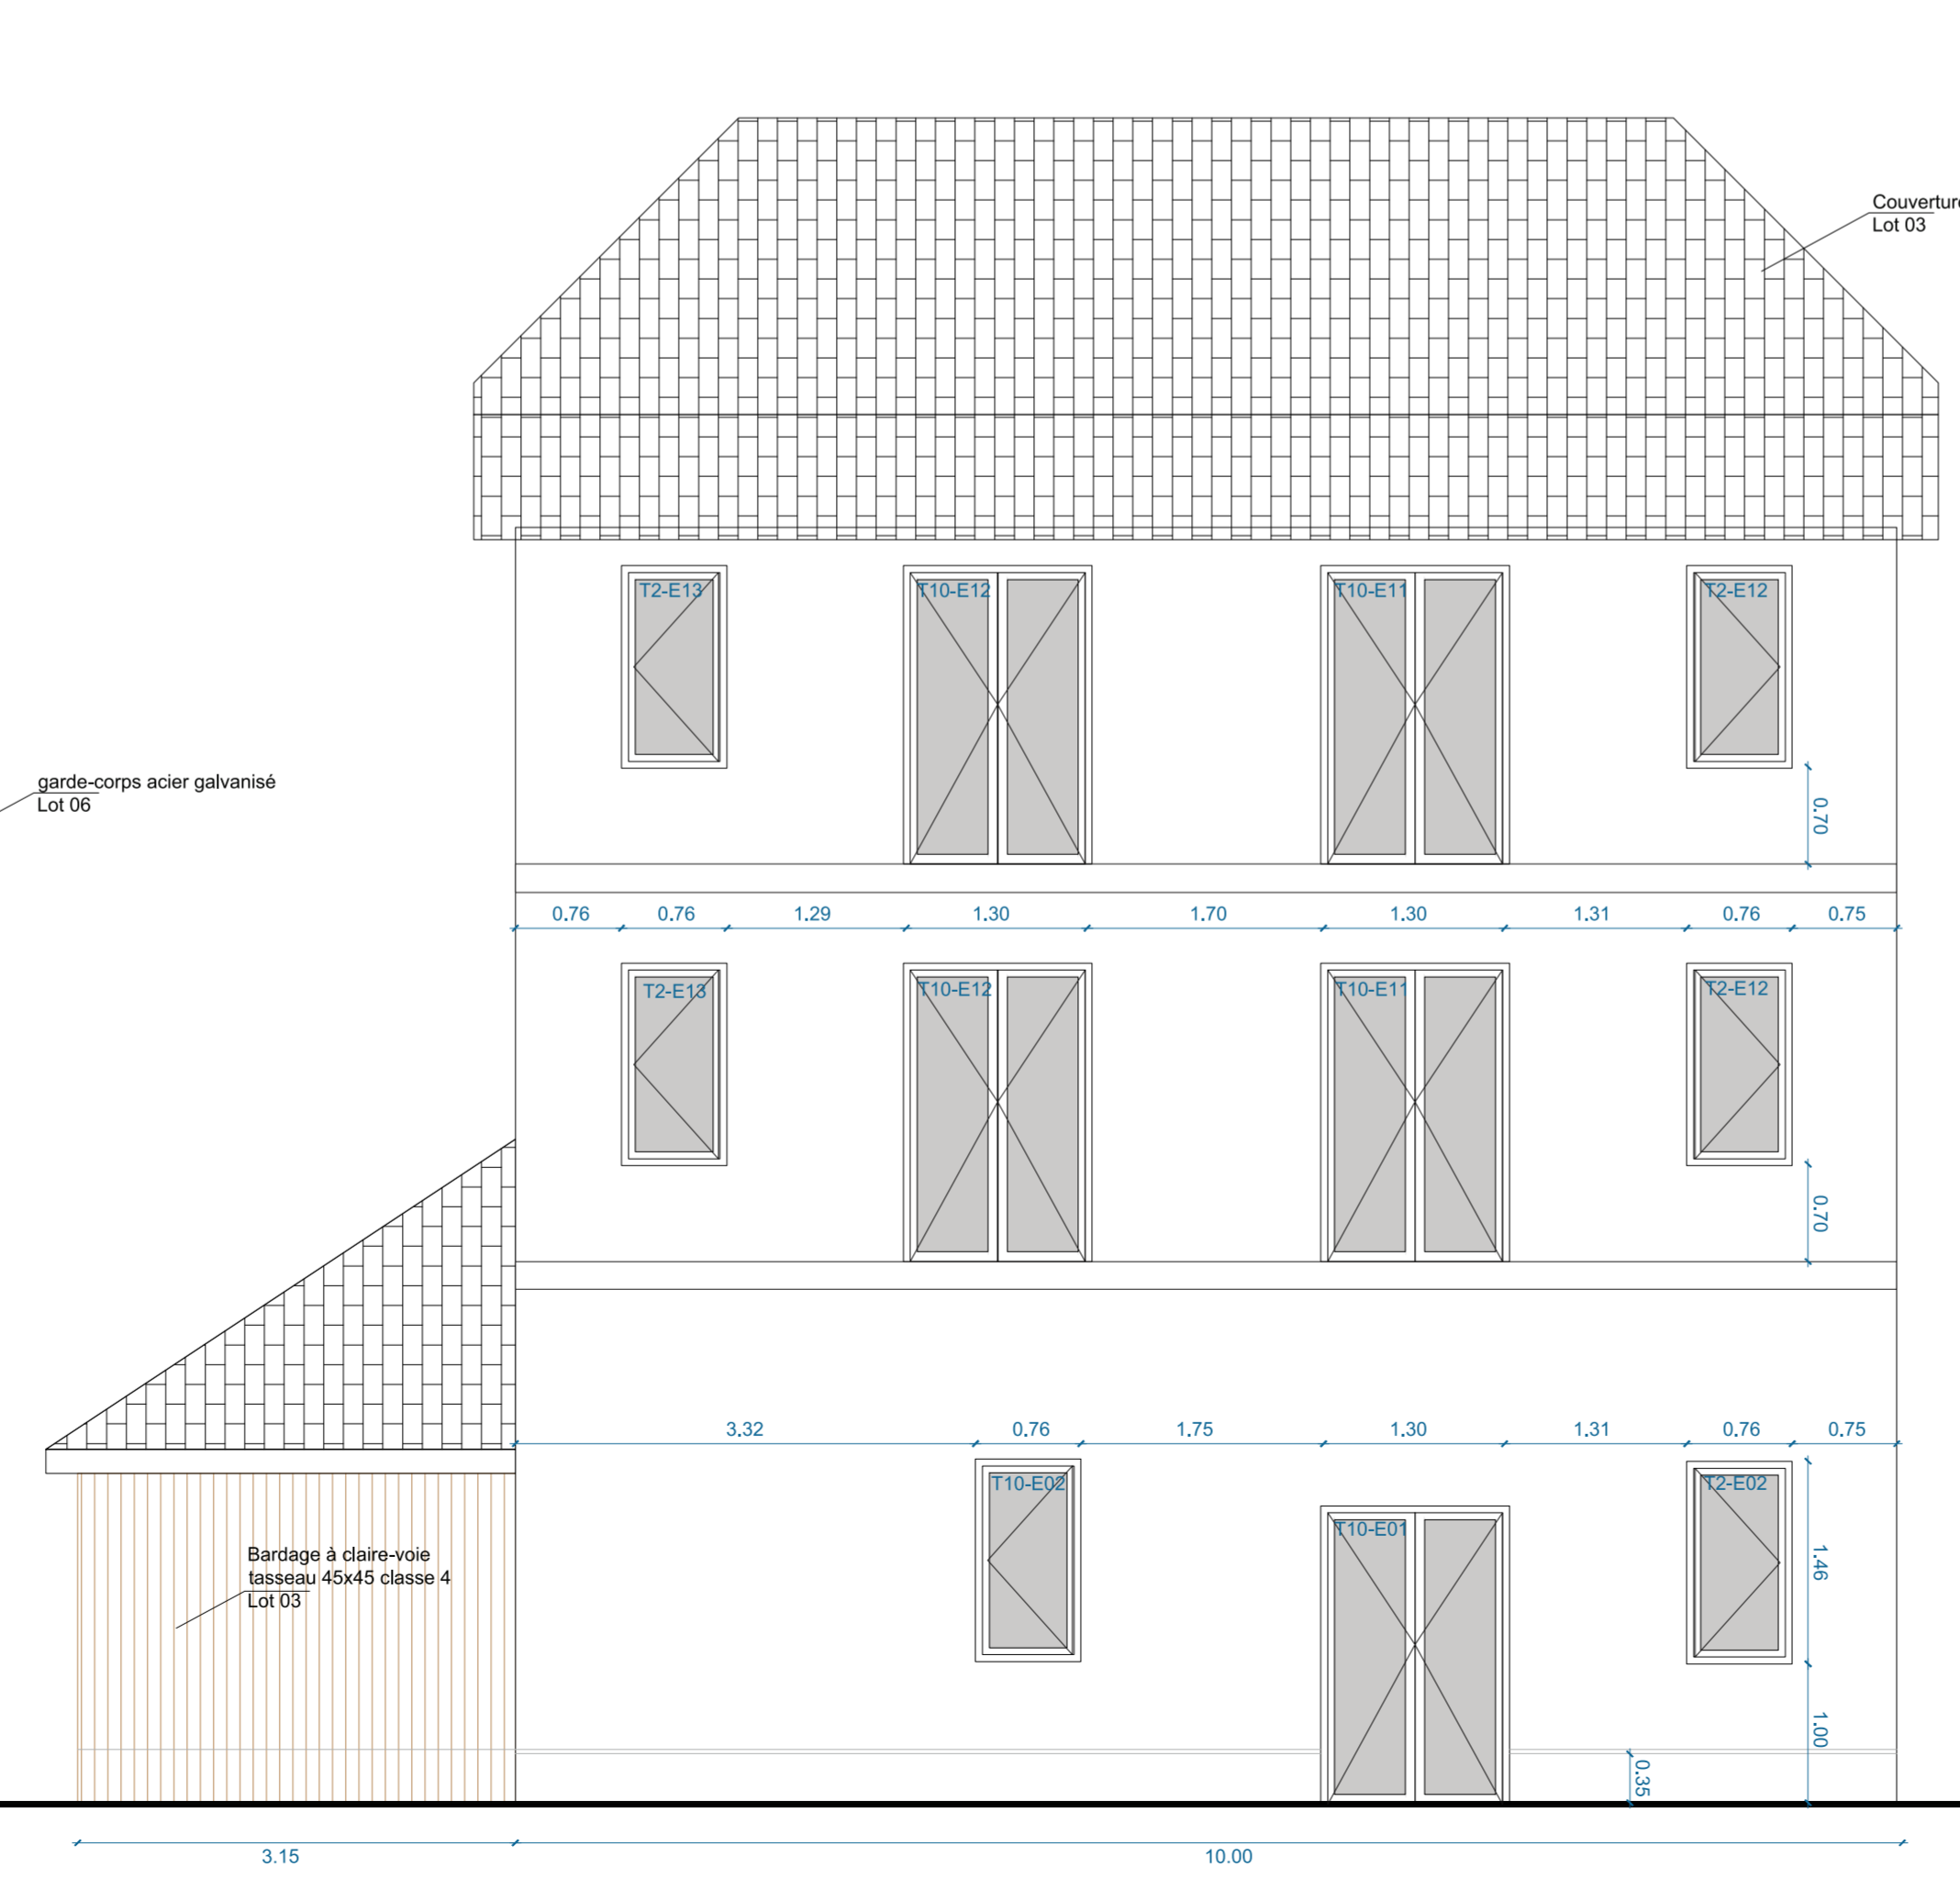 Couverture
Lot 03
T2-E13
T10-E12
T10-E11
T2-E12
garde-corps acier galvanisé
Lot 06
0.70
0.76 0.76 1.29 1.30 1.70 1.30 1.31 0.76 0.75
T2-E13
T10-E12
T10-E11
T2-E12
0.70
3.32 0.76 1.75 1.30 1.31 0.76 0.75
T10-E02
T2-E02
T10-E01
1.46
Bardage à claire-voie
tasseau 45x45 classe 4
Lot 03
1.00
0.35
3.15 10.00